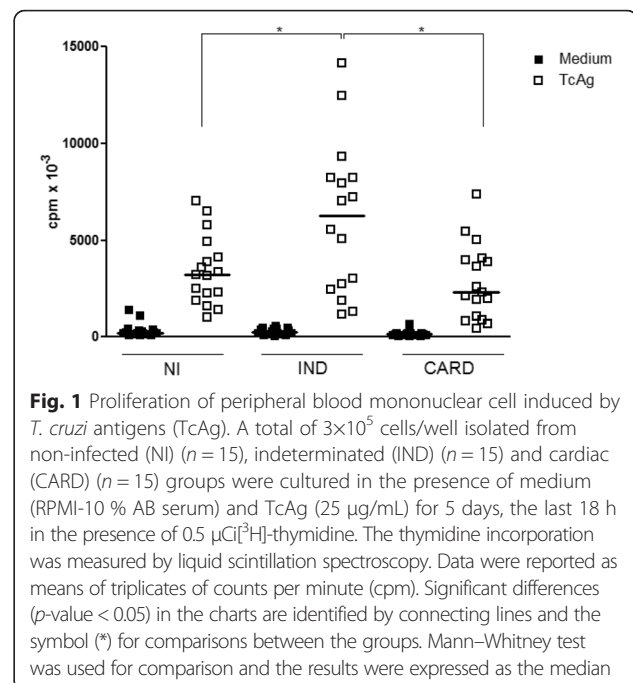 15000
*
*
Medium
TcAg
10000
cpm x 10⁻³
5000
0
NI
IND
CARD
Fig. 1 Proliferation of peripheral blood mononuclear cell induced by
T. cruzi antigens (TcAg). A total of 3×10⁵ cells/well isolated from
non-infected (NI) (n = 15), indeterminated (IND) (n = 15) and cardiac
(CARD) (n = 15) groups were cultured in the presence of medium
(RPMI-10 % AB serum) and TcAg (25 μg/mL) for 5 days, the last 18 h
in the presence of 0.5 μCi[³H]-thymidine. The thymidine incorporation
was measured by liquid scintillation spectroscopy. Data were reported as
means of triplicates of counts per minute (cpm). Significant differences
(p-value < 0.05) in the charts are identified by connecting lines and the
symbol (*) for comparisons between the groups. Mann–Whitney test
was used for comparison and the results were expressed as the median